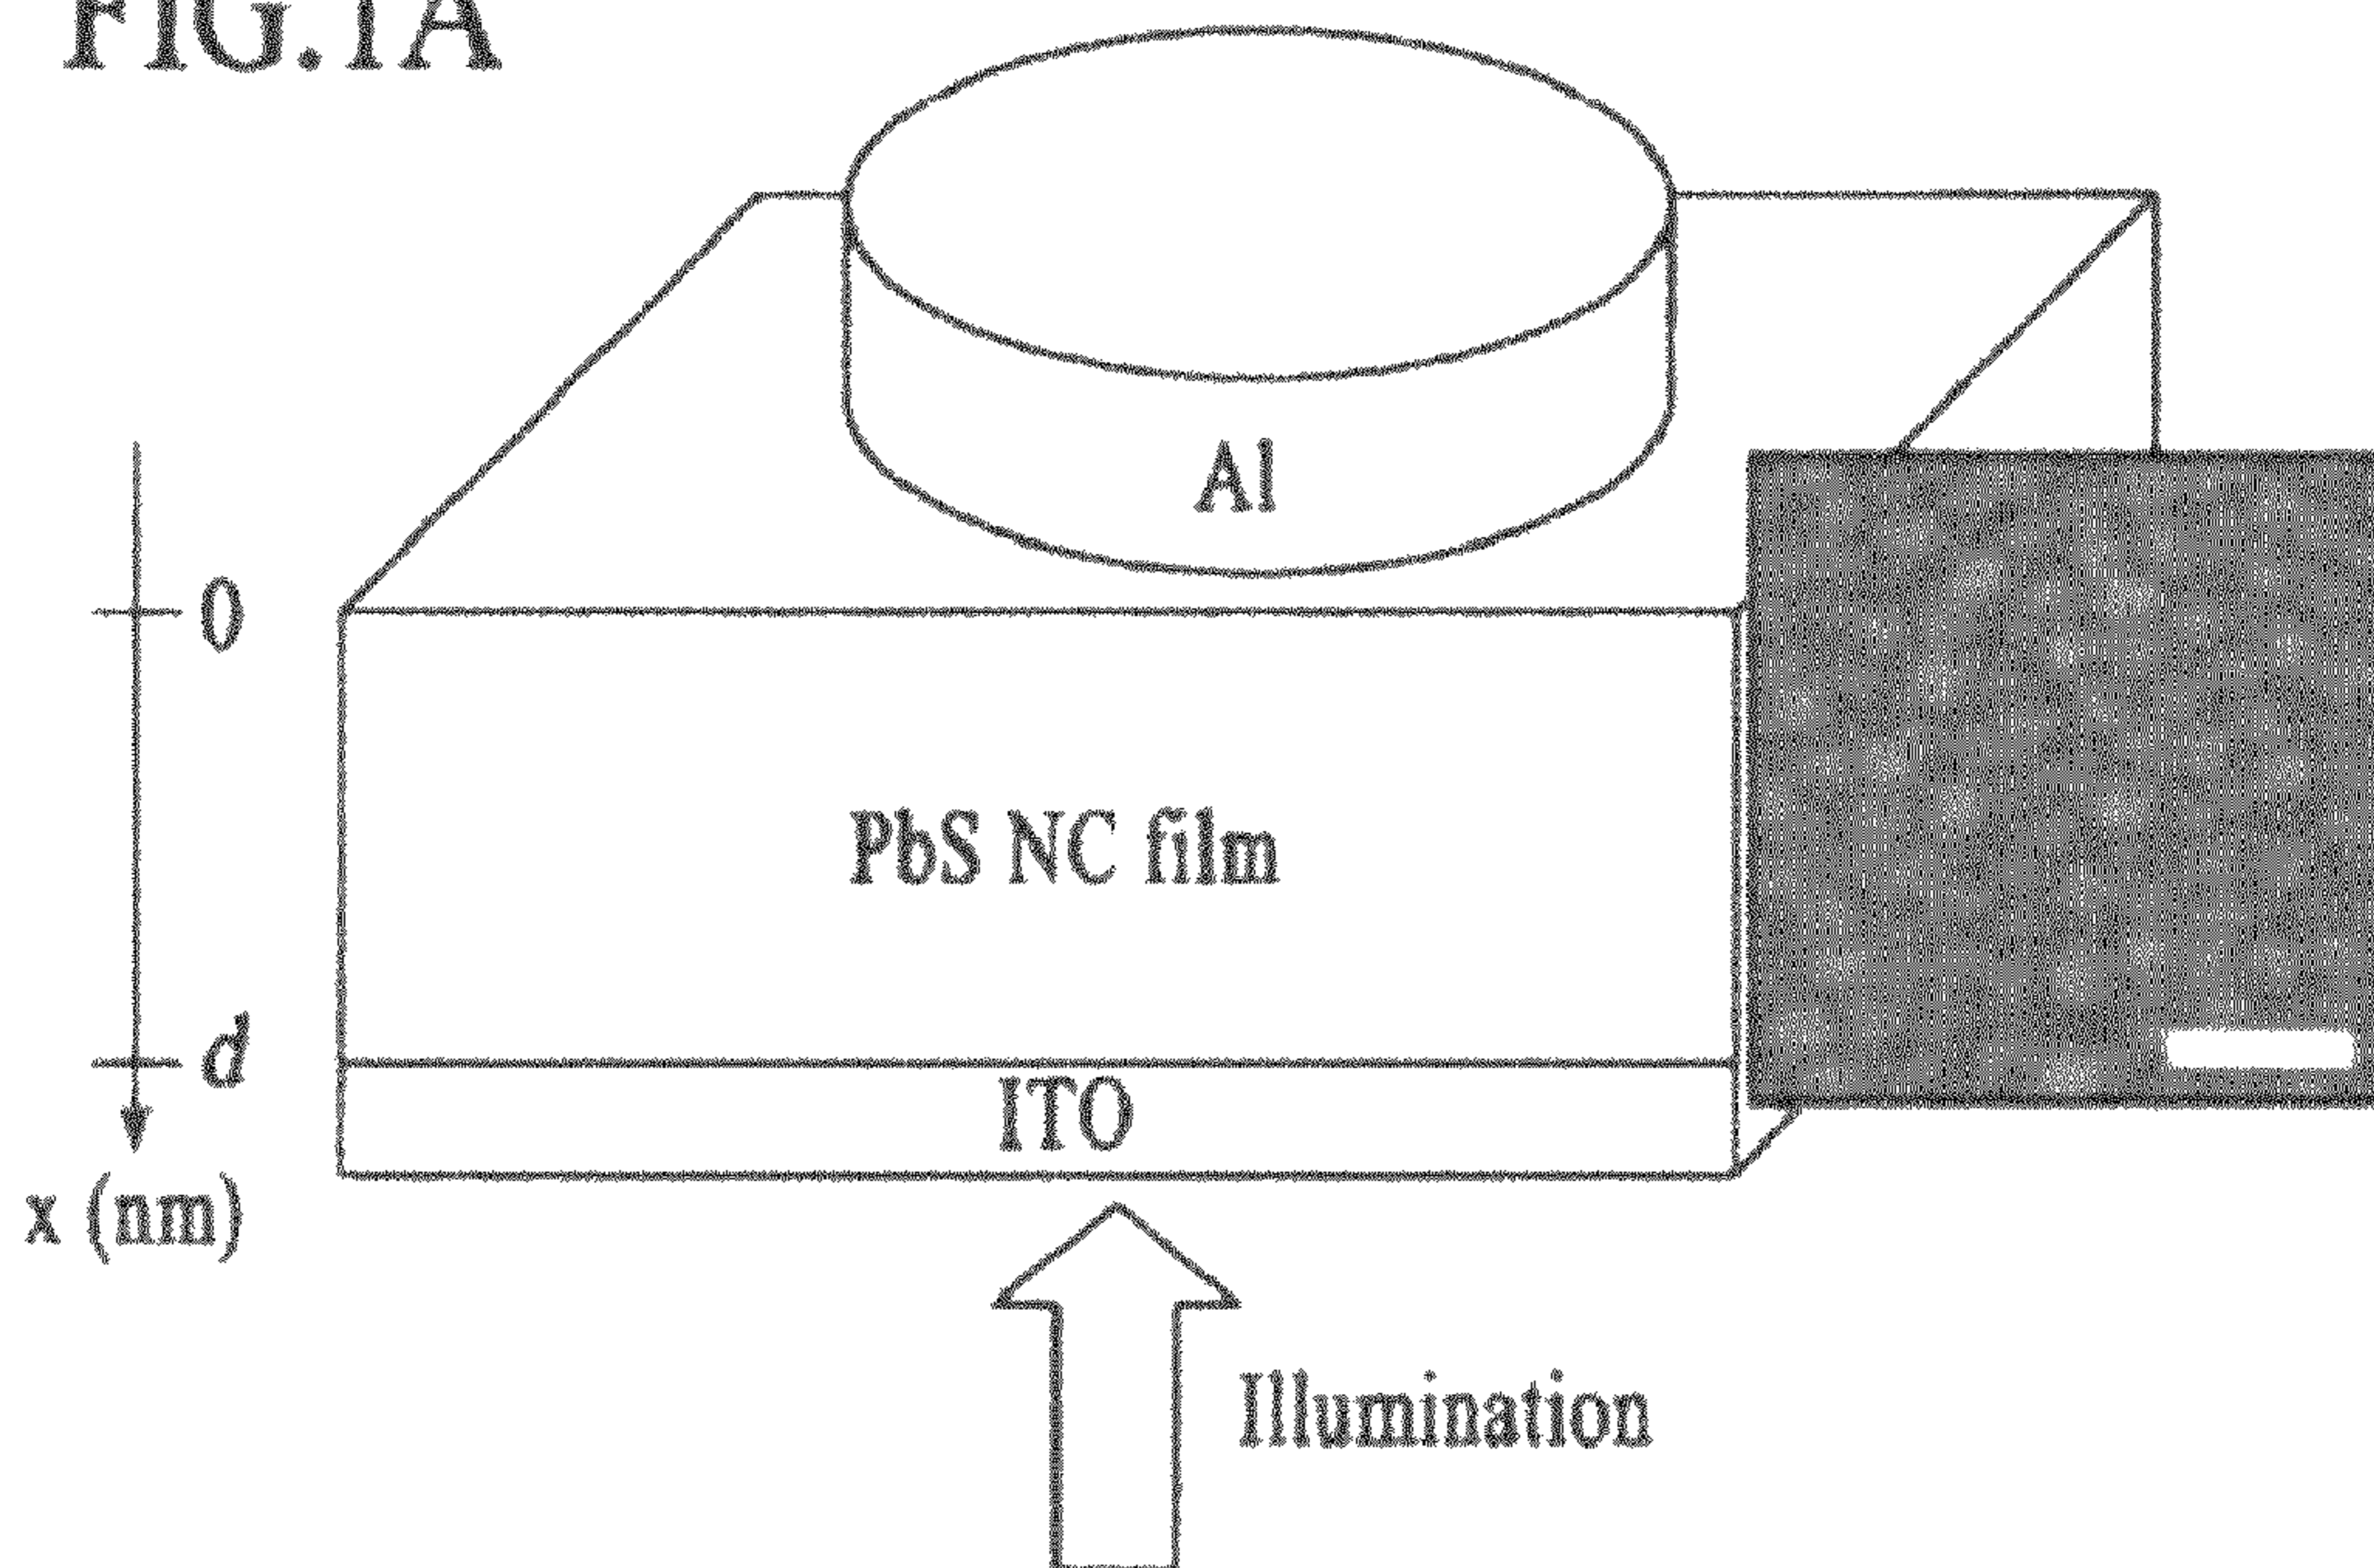 FIG.1A
Al
0
PbS NC film
d
ITO
x (nm)
Illumination